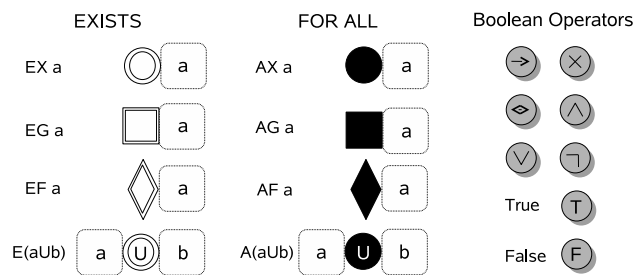 EXISTS
FOR ALL
Boolean Operators
EX a
a
AX a
a
→ ×
EG a
a
AG a
a
∧
EF a
a
AF a
a
∨ ¬
True T
E(aUb)
a U b
A(aUb)
a U b
False F